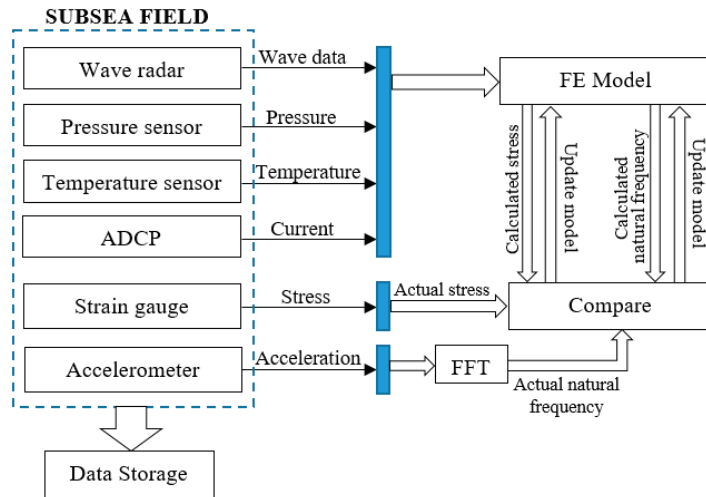 SUBSEA FIELD
Wave radar
Wave data
Pressure sensor
Pressure
Temperature sensor
Temperature
ADCP
Current
Strain gauge
Stress
Accelerometer
Acceleration
Data Storage
FE Model
Calculated stress
Update model
Calculated
natural frequency
Update model
Actual stress
Compare
FFT
Actual natural
frequency